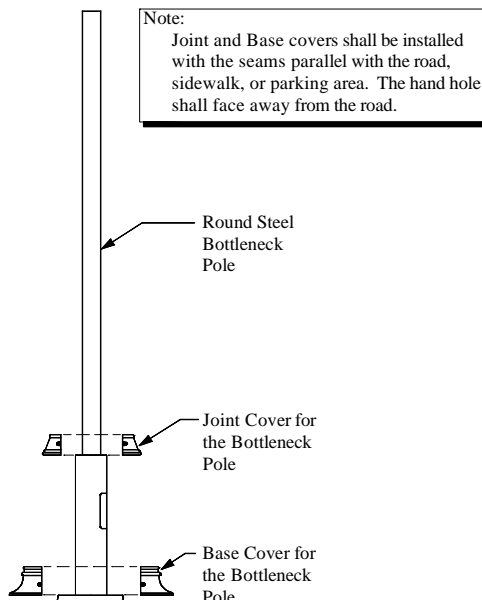 Note:
Joint and Base covers shall be installed
with the seams parallel with the road,
sidewalk, or parking area. The hand hole
shall face away from the road.
Round Steel
Bottleneck
Pole
Joint Cover for
the Bottleneck
Pole
Base Cover for
the Bottleneck
Pole